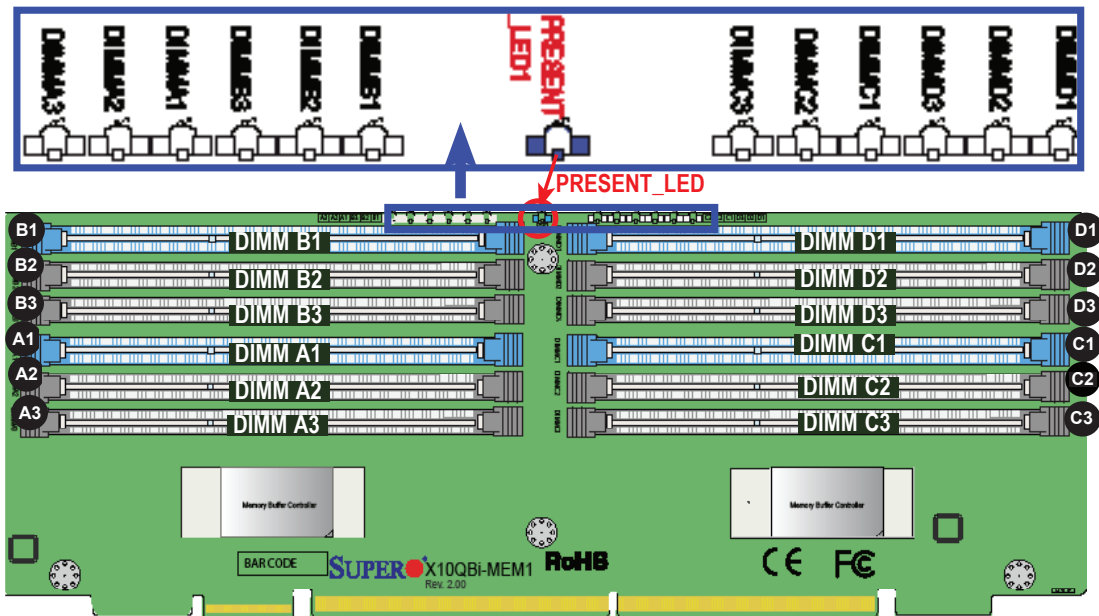 DIMMA3 DIMMA2 DIMMA1 DIMMB3 DIMMB2 DIMMB1
PRESENT
_LED1
DIMMC3 DIMMC2 DIMMC1 DIMMD3 DIMMD2 DIMMD1
PRESENT_LED
B1 DIMM B1 DIMM D1 D1
B2 DIMM B2 DIMM D2 D2
B3 DIMM B3 DIMM D3 D3
A1 DIMM A1 DIMM C1 C1
A2 DIMM A2 DIMM C2 C2
A3 DIMM A3 DIMM C3 C3
Memory Buffer Controller Memory Buffer Controller
BAR CODE SUPER X10QBi-MEM1 RoHS CE FC
Rev. 2.00